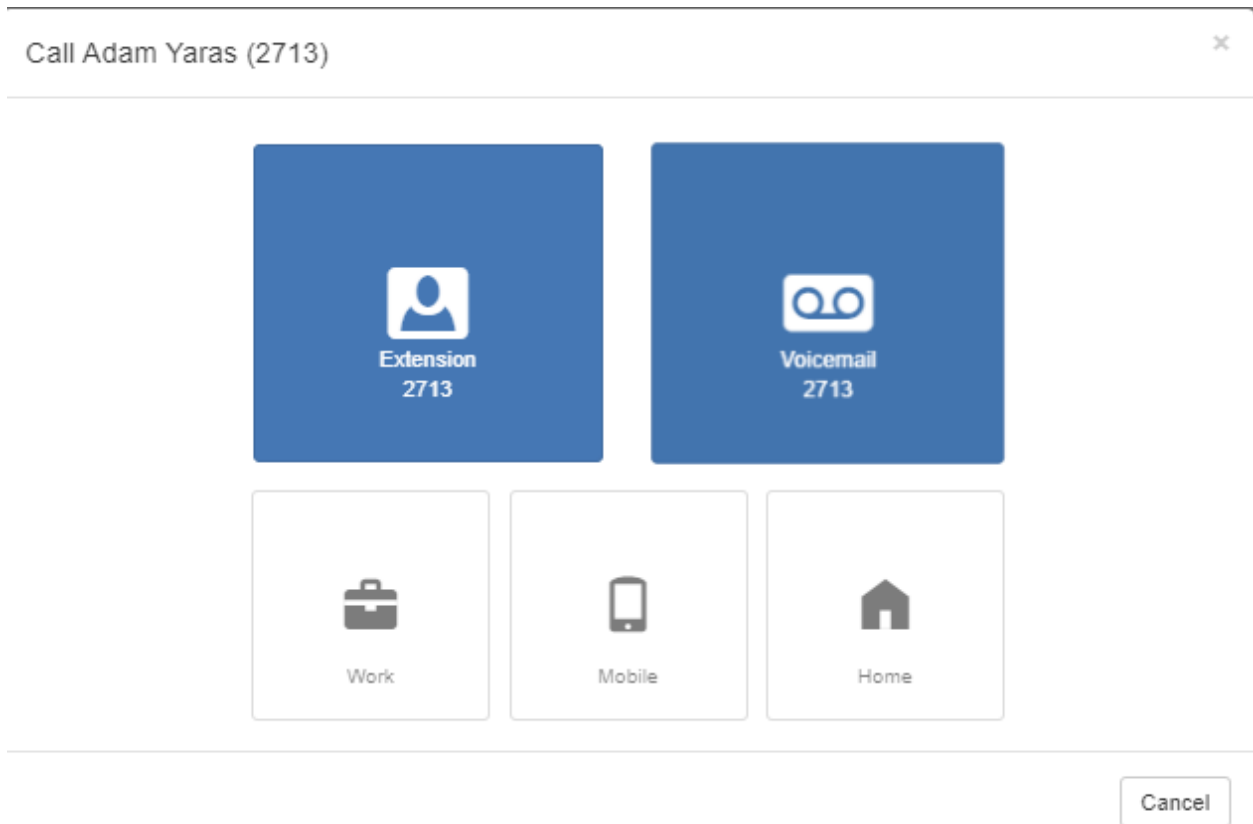 Call Adam Yaras (2713)
×
Extension
2713
Voicemail
2713
Work
Mobile
Home
Cancel